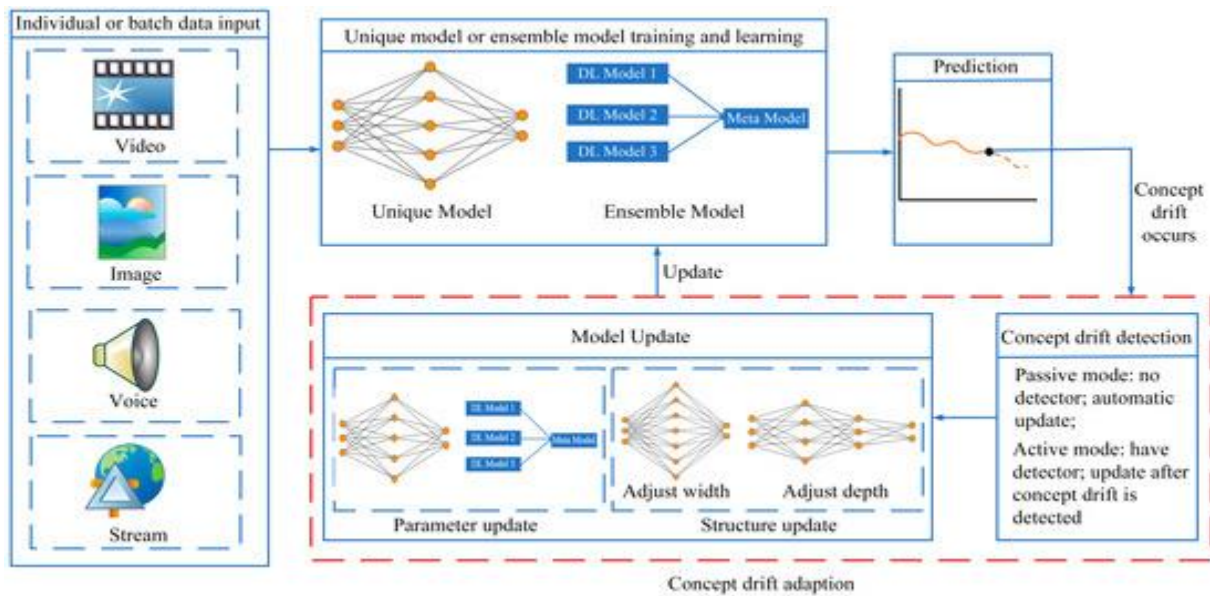 Individual or batch data input
Video
Image
Voice
Stream
Unique model or ensemble model training and learning
DL Model 1
DL Model 2
DL Model 3
Meta Model
Unique Model
Ensemble Model
Prediction
Concept
drift
occurs
Update
Model Update
DL Model 1
DL Model 2
DL Model 3
Meta Model
Parameter update
Adjust width
Adjust depth
Structure update
Concept drift detection
Passive mode: no
detector; automatic
update;
Active mode: have
detector; update after
concept drift is
detected
Concept drift adaption